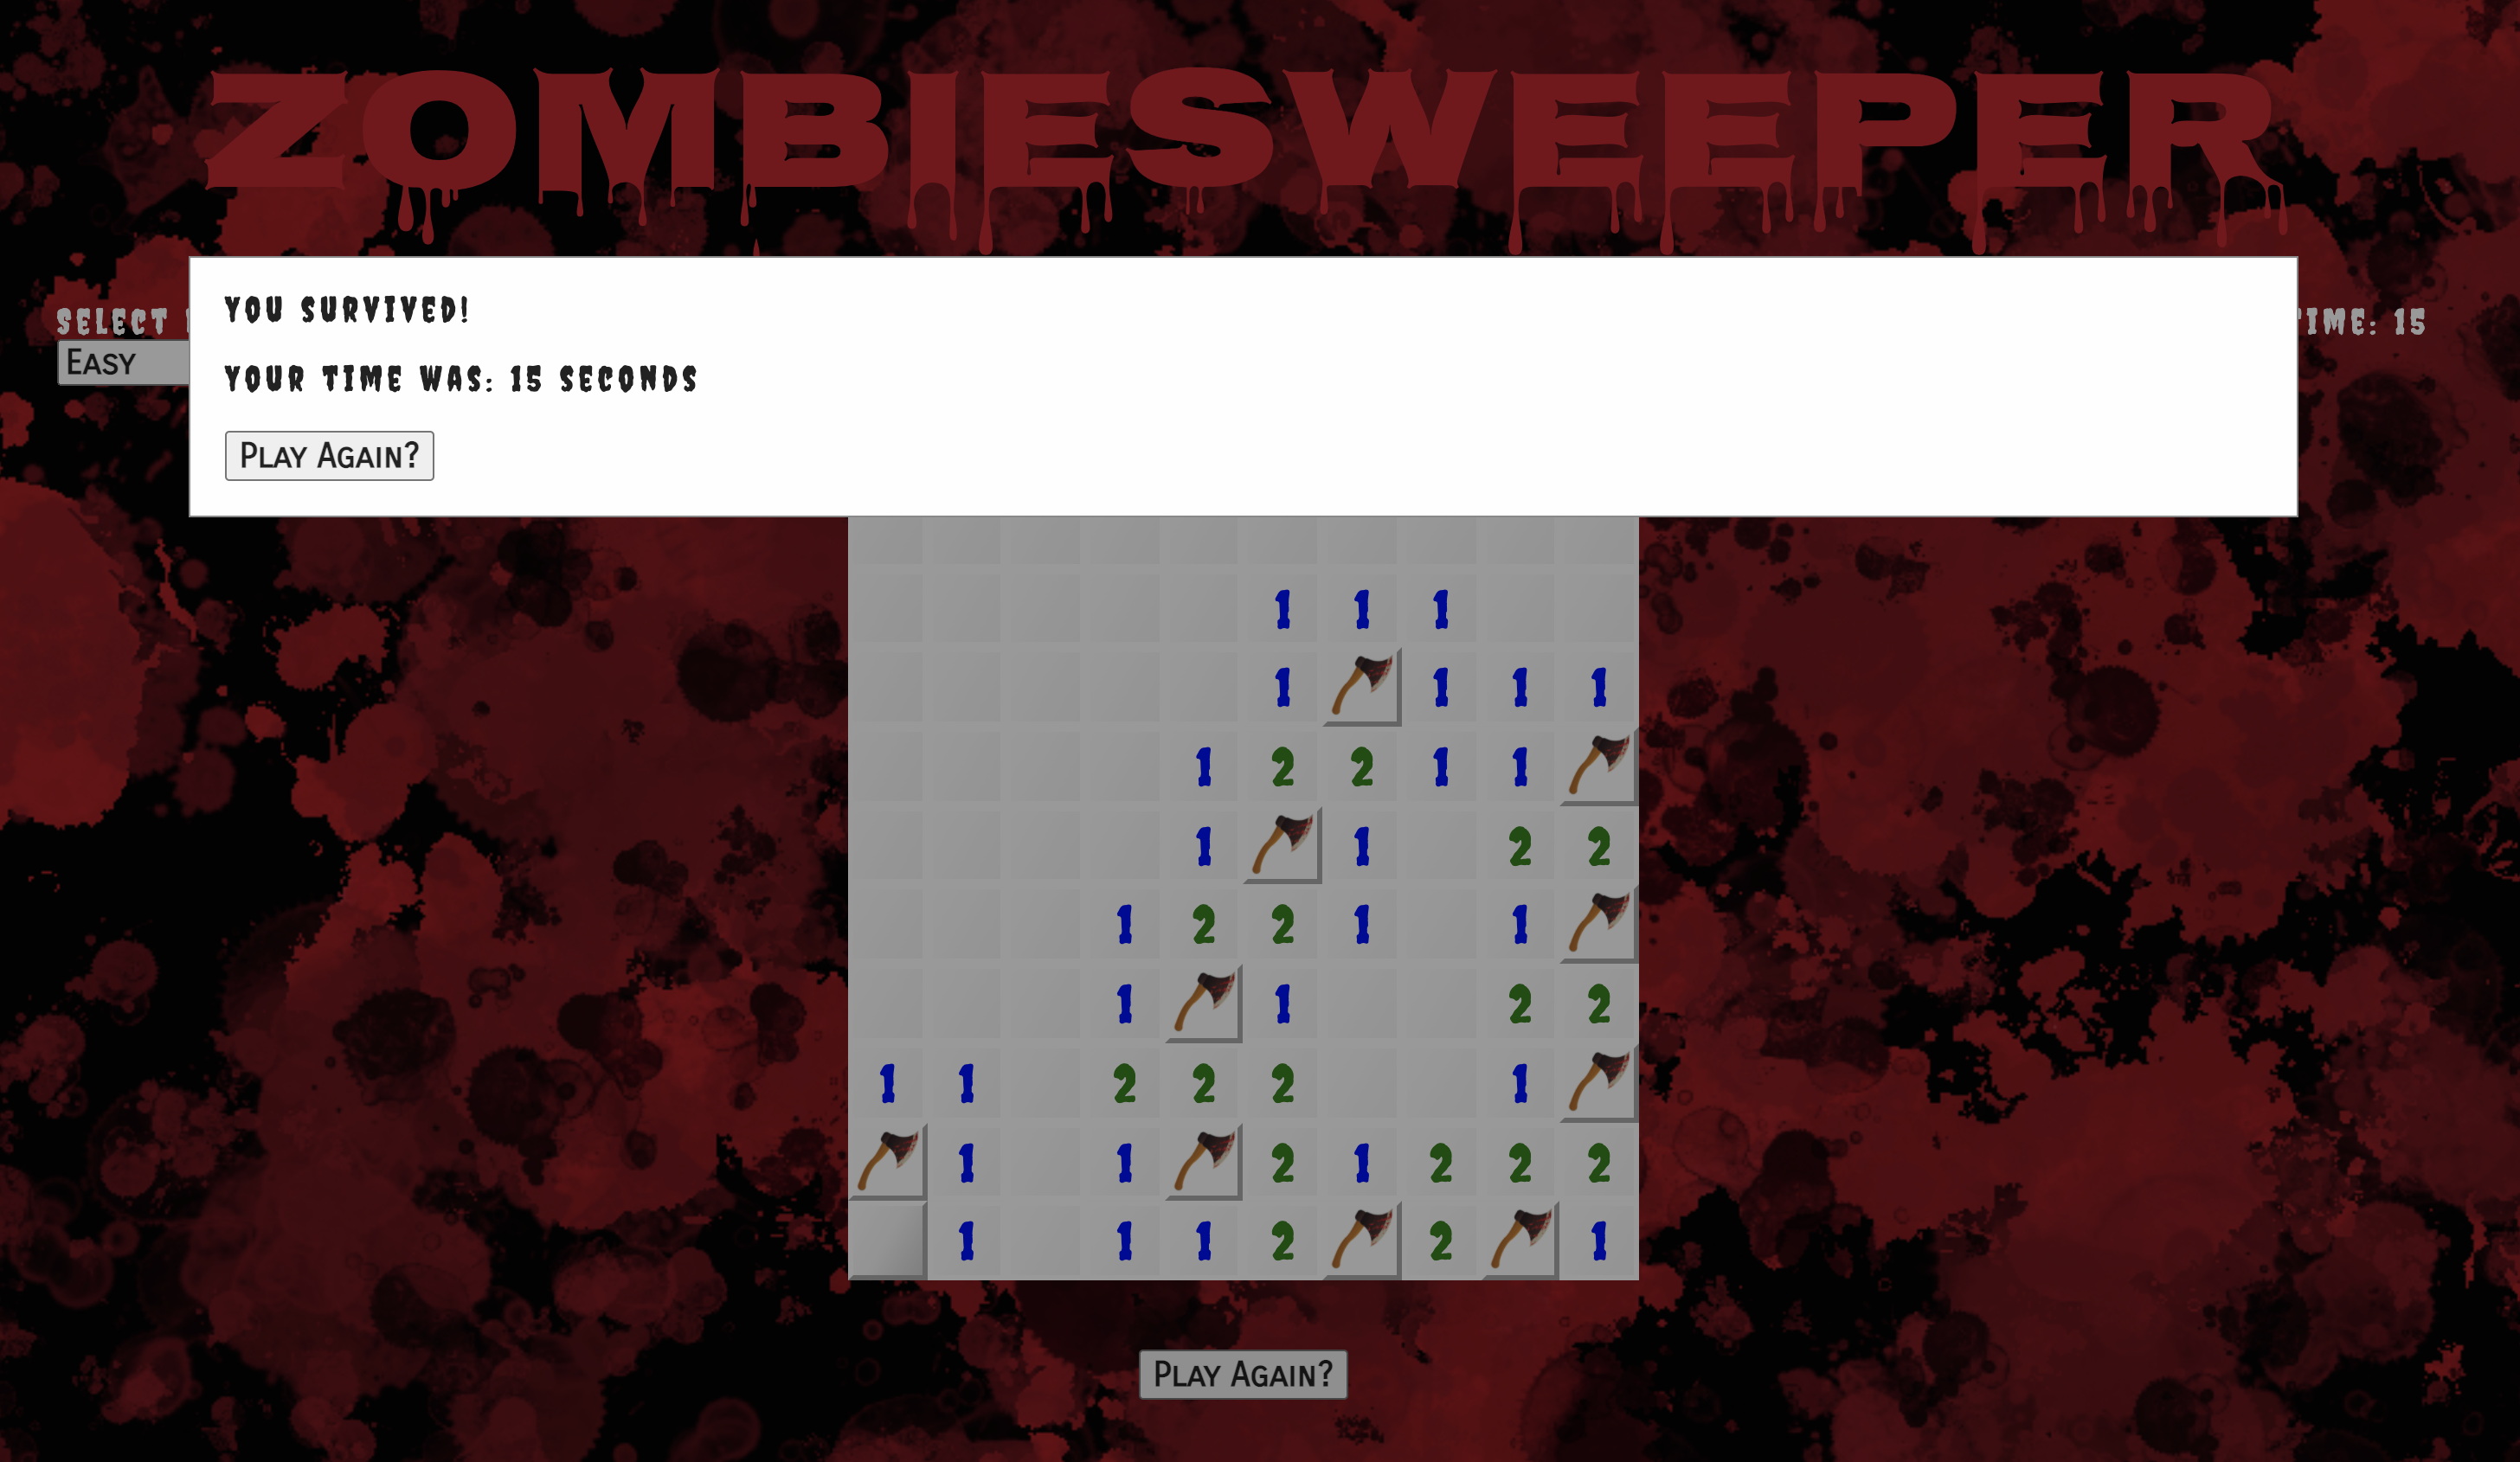 ZOMBIESWEEPER
YOU SURVIVED!
SELECT
TIME: 15
EASY
YOUR TIME WAS: 15 SECONDS
PLAY AGAIN?
1 1 1
1 1 1 1
1 2 2 1 1
1 1 2 2
1 2 2 1 1
1 1 2 2
1 1 2 2 2 1
1 1 2 1 2 2 2
1 1 1 2 2 1
PLAY AGAIN?